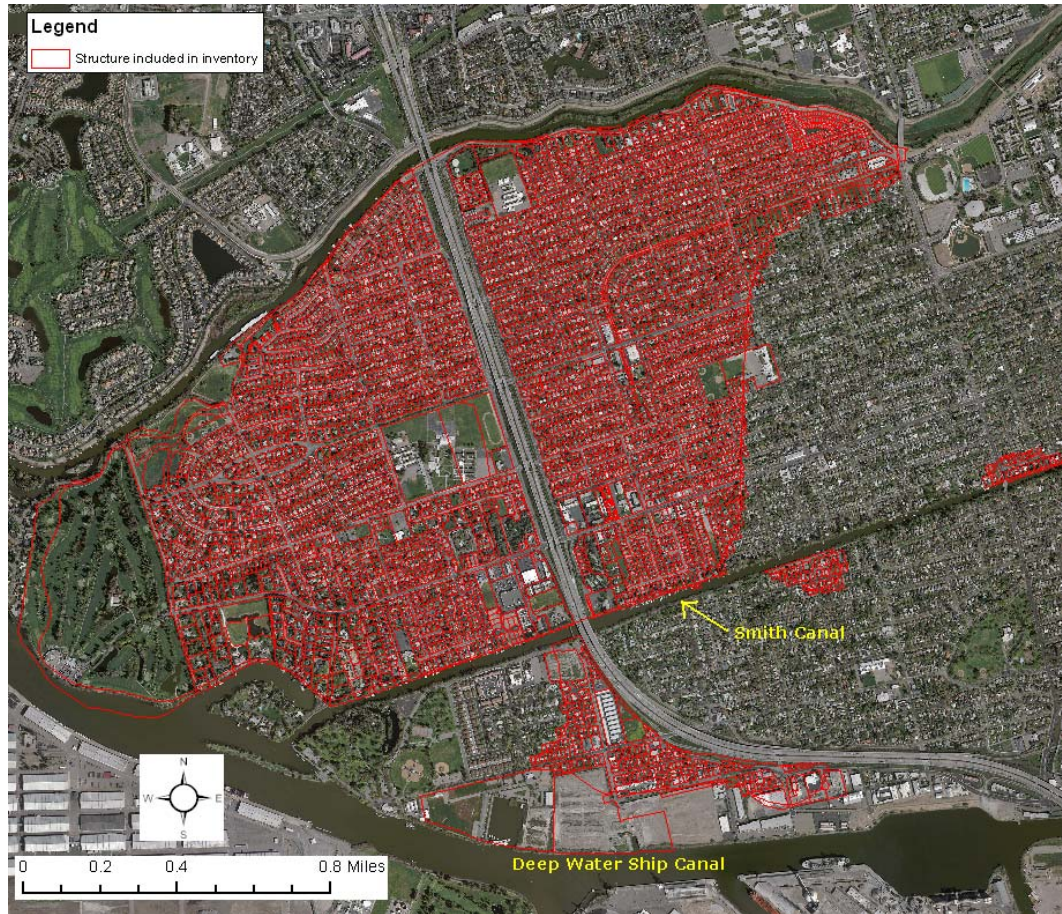 Legend
Structure included in inventory
Smith Canal
N
W E
S
0 0.2 0.4 0.8 Miles
Deep Water Ship Canal